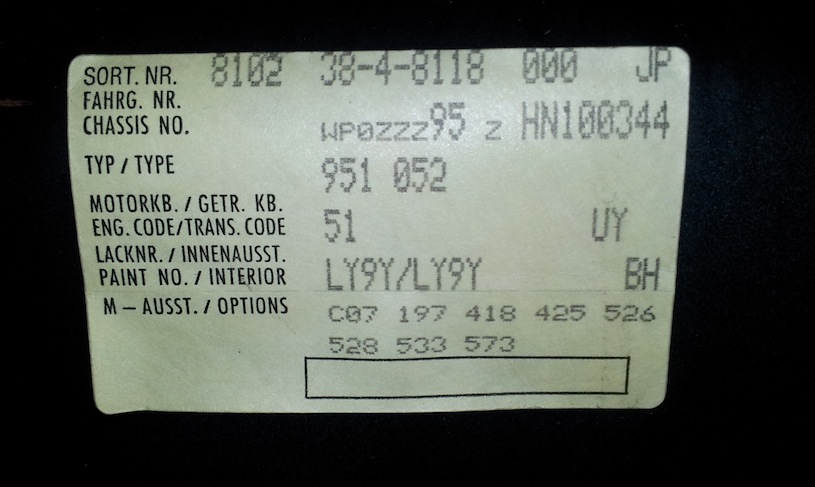 SORT. NR. 8102 38-4-8118 000 JP
FAHRG. NR.
CHASSIS NO. WP0ZZZ95 Z HN100344
TYP / TYPE 951 052
MOTORKB. / GETR. KB.
ENG. CODE/TRANS. CODE 51 UY
LACKNR. / INNENAUSST.
PAINT NO. / INTERIOR LY9Y/LY9Y BH
M – AUSST. / OPTIONS C07 197 418 425 526
528 533 573